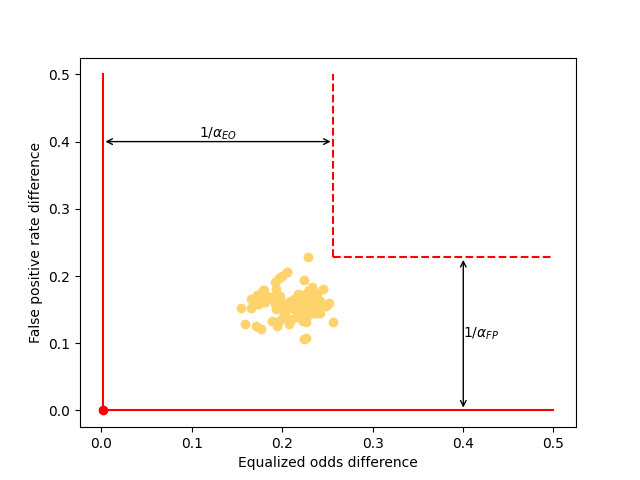 0.5
0.4
0.3
0.2
0.1
0.0
False positive rate difference
1/α_EO
1/α_FP
0.0 0.1 0.2 0.3 0.4 0.5
Equalized odds difference